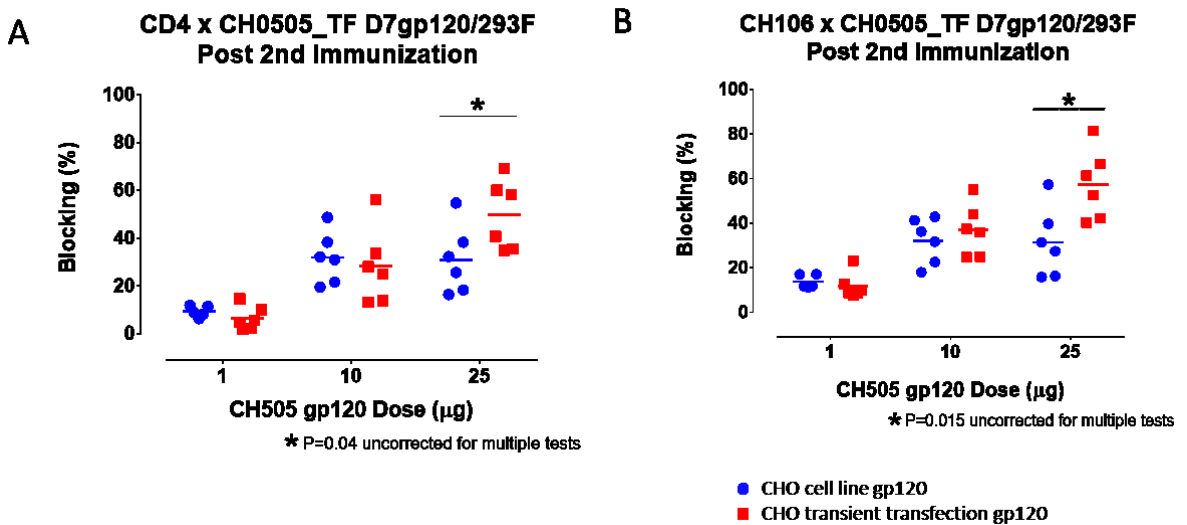 A
CD4 x CH0505_TF D7gp120/293F
Post 2nd Immunization
Blocking (%)
100
80
60
40
20
0
*
1 10 25
CH505 gp120 Dose (µg)
* P=0.04 uncorrected for multiple tests
B
CH106 x CH0505_TF D7gp120/293F
Post 2nd Immunization
Blocking (%)
100
80
60
40
20
0
*
1 10 25
CH505 gp120 Dose (µg)
* P=0.015 uncorrected for multiple tests
CHO cell line gp120
CHO transient transfection gp120